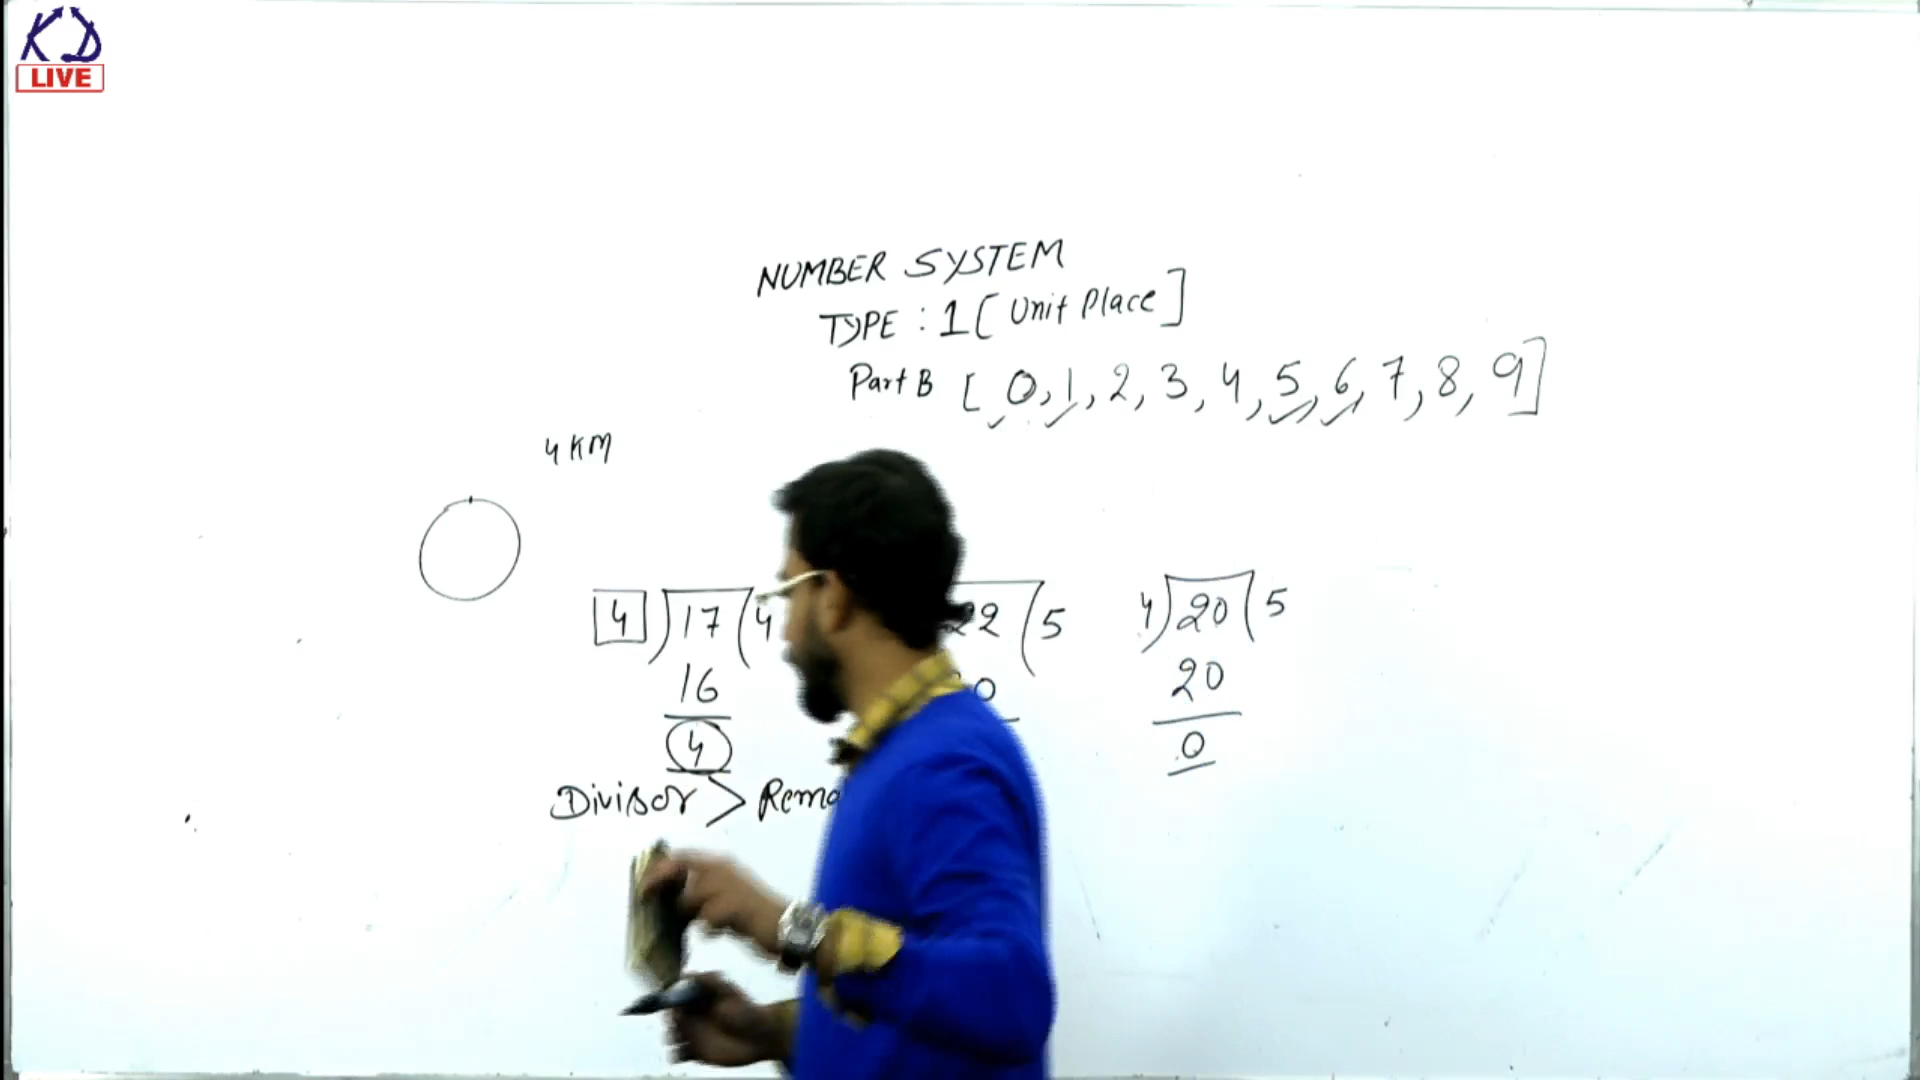 KD
LIVE
NUMBER SYSTEM
TYPE : 1 [ Unit Place ]
Part B [ 0, 1, 2, 3, 4, 5, 6, 7, 8, 9 ]
4 KM
4 ) 17 ( 4
16
4
22 ( 5
0
4 ) 20 ( 5
20
0
Divisor >